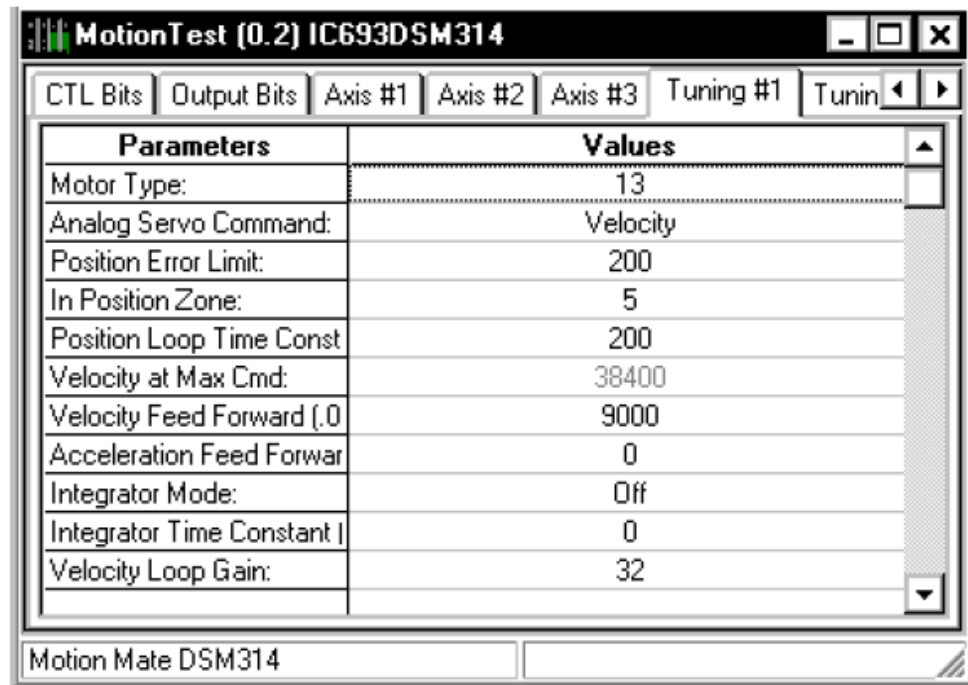 MotionTest (0.2) IC693DSM314
CTL Bits Output Bits Axis #1 Axis #2 Axis #3 Tuning #1 Tunin
Parameters Values
Motor Type: 13
Analog Servo Command: Velocity
Position Error Limit: 200
In Position Zone: 5
Position Loop Time Const 200
Velocity at Max Cmd: 38400
Velocity Feed Forward (.0 9000
Acceleration Feed Forwar 0
Integrator Mode: Off
Integrator Time Constant ( 0
Velocity Loop Gain: 32
Motion Mate DSM314